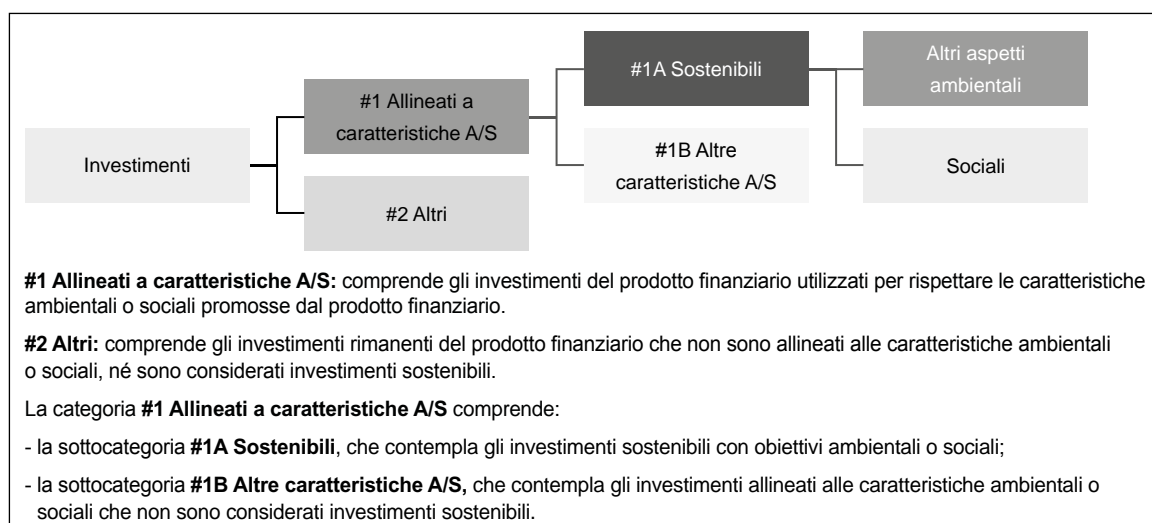 Investimenti
#1 Allineati a
caratteristiche A/S
#2 Altri
#1A Sostenibili
#1B Altre
caratteristiche A/S
Altri aspetti
ambientali
Sociali
#1 Allineati a caratteristiche A/S: comprende gli investimenti del prodotto finanziario utilizzati per rispettare le caratteristiche
ambientali o sociali promosse dal prodotto finanziario.
#2 Altri: comprende gli investimenti rimanenti del prodotto finanziario che non sono allineati alle caratteristiche ambientali
o sociali, né sono considerati investimenti sostenibili.
La categoria #1 Allineati a caratteristiche A/S comprende:
- la sottocategoria #1A Sostenibili, che contempla gli investimenti sostenibili con obiettivi ambientali o sociali;
- la sottocategoria #1B Altre caratteristiche A/S, che contempla gli investimenti allineati alle caratteristiche ambientali o
sociali che non sono considerati investimenti sostenibili.